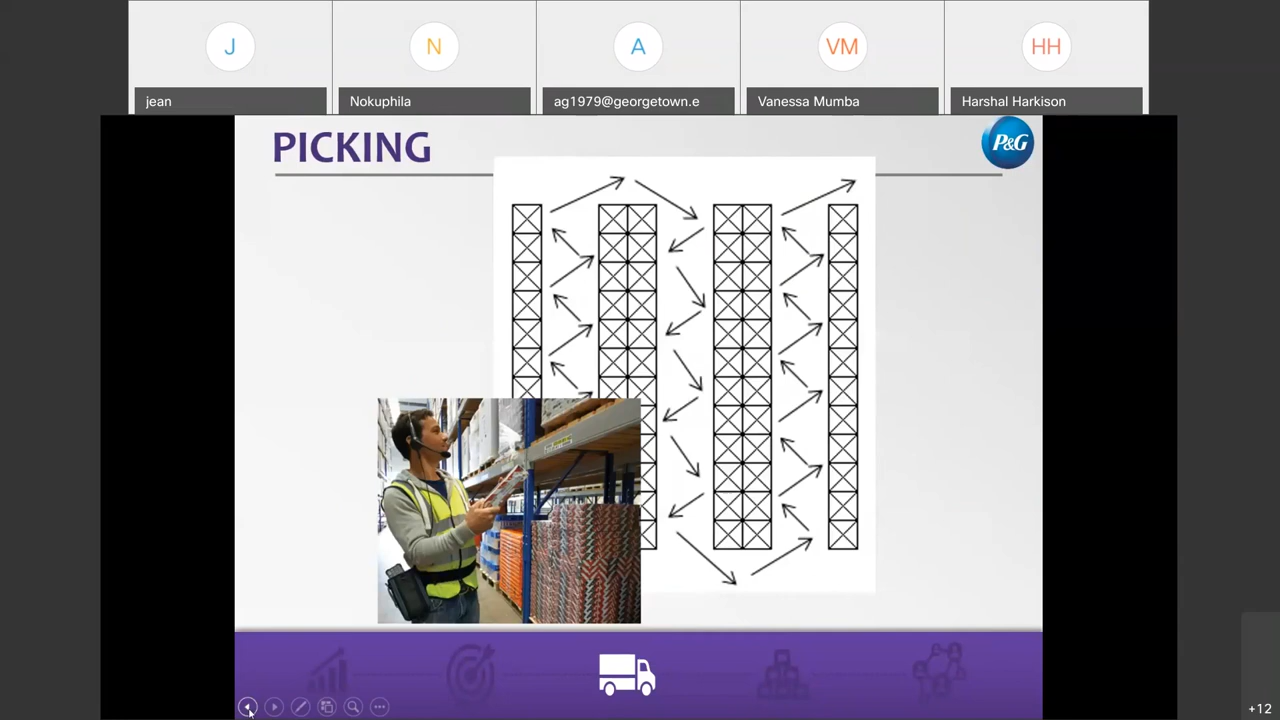 J
N
A
VM
HH
jean
Nokuphila
ag1979@georgetown.e
Vanessa Mumba
Harshal Harkison
PICKING
P&G
+12